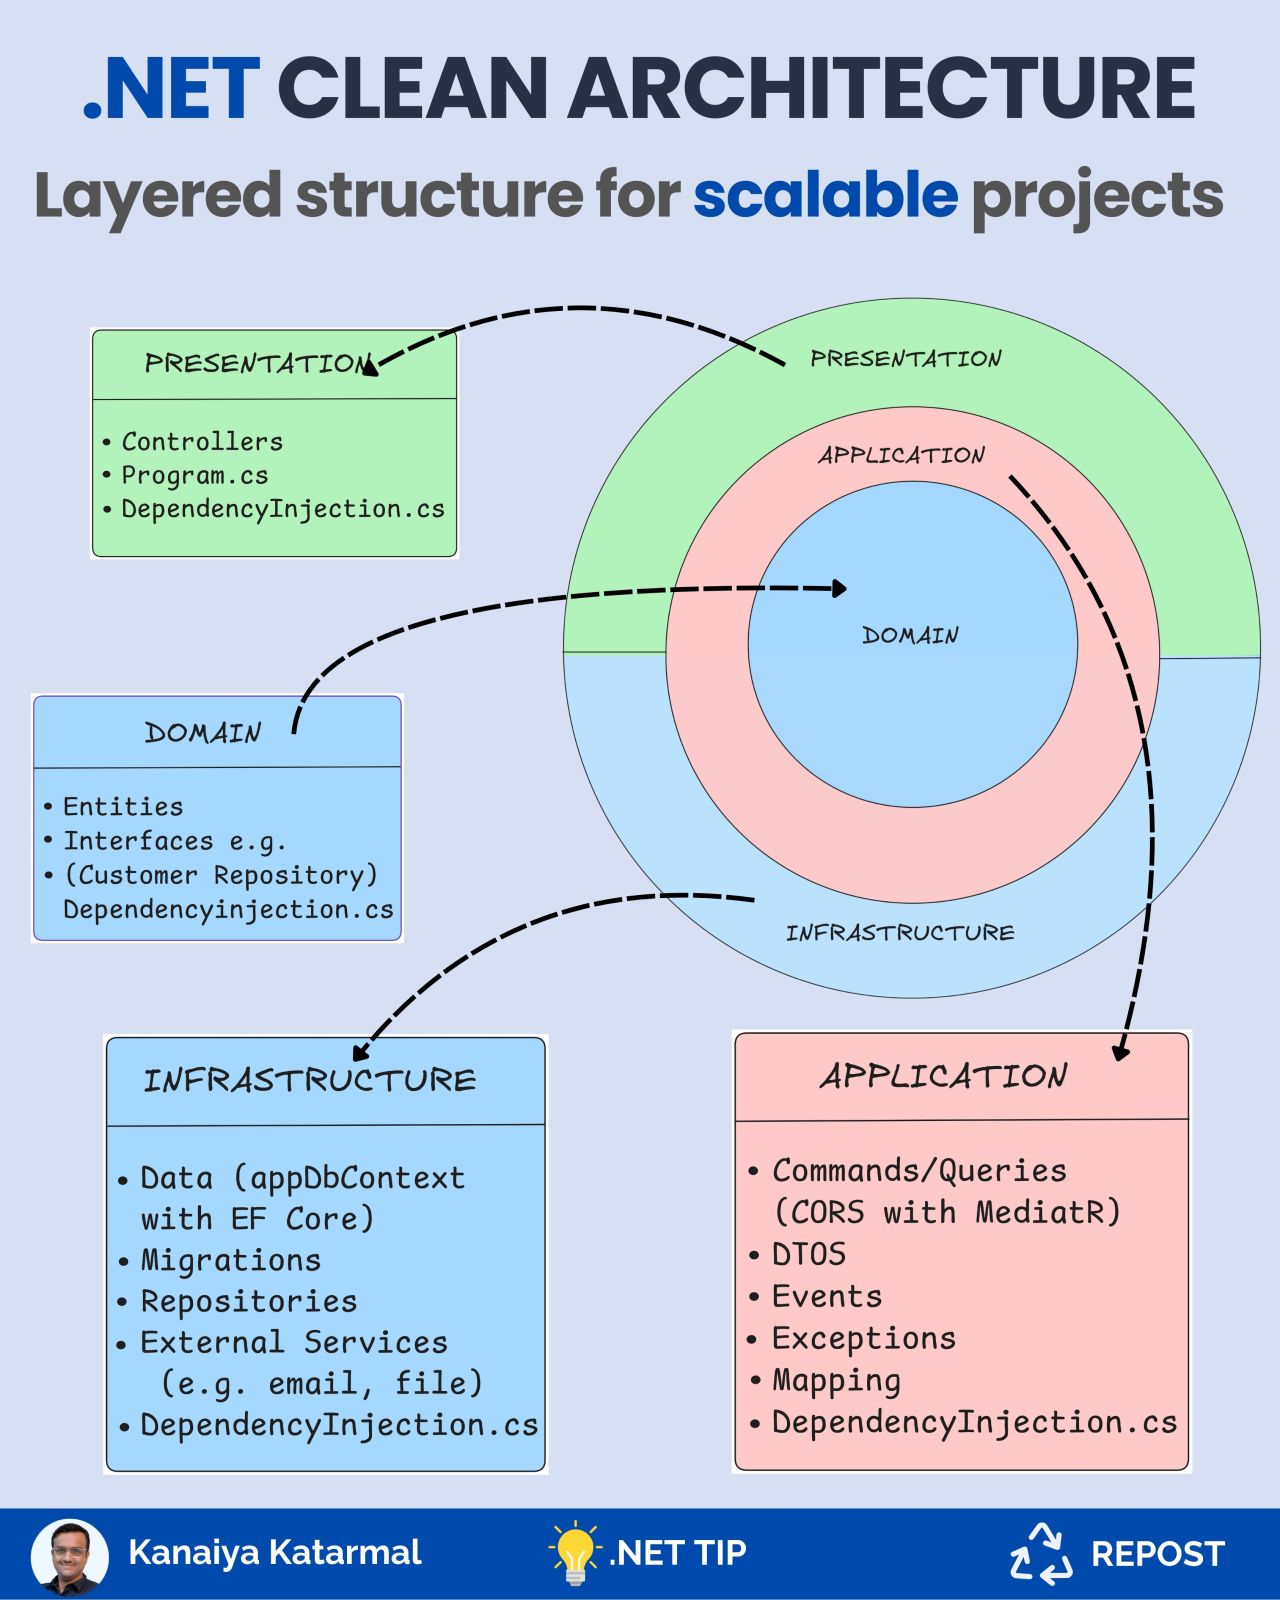 .NET CLEAN ARCHITECTURE
Layered structure for scalable projects
PRESENTATION
• Controllers
• Program.cs
• DependencyInjection.cs
PRESENTATION
APPLICATION
DOMAIN
INFRASTRUCTURE
DOMAIN
• Entities
• Interfaces e.g.
• (Customer Repository)
Dependencyinjection.cs
INFRASTRUCTURE
• Data (appDbContext
with EF Core)
• Migrations
• Repositories
• External Services
(e.g. email, file)
• DependencyInjection.cs
APPLICATION
• Commands/Queries
(CORS with MediatR)
• DTOS
• Events
• Exceptions
• Mapping
• DependencyInjection.cs
Kanaiya Katarmal
.NET TIP
REPOST